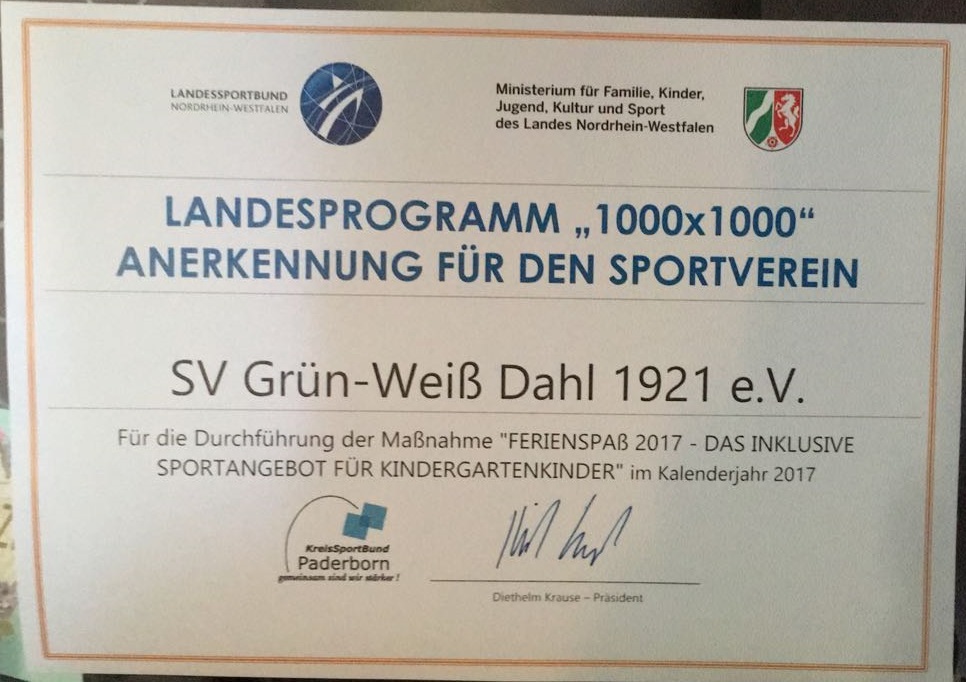 LANDESSPORTBUND
NORDRHEIN-WESTFALEN
Ministerium für Familie, Kinder,
Jugend, Kultur und Sport
des Landes Nordrhein-Westfalen
LANDESPROGRAMM „1000x1000“
ANERKENNUNG FÜR DEN SPORTVEREIN
SV Grün-Weiß Dahl 1921 e.V.
Für die Durchführung der Maßnahme "FERIENSPAß 2017 - DAS INKLUSIVE
SPORTANGEBOT FÜR KINDERGARTENKINDER" im Kalenderjahr 2017
KreisSportBund
Paderborn
gemeinsam sind wir stärker !
Diethelm Krause – Präsident